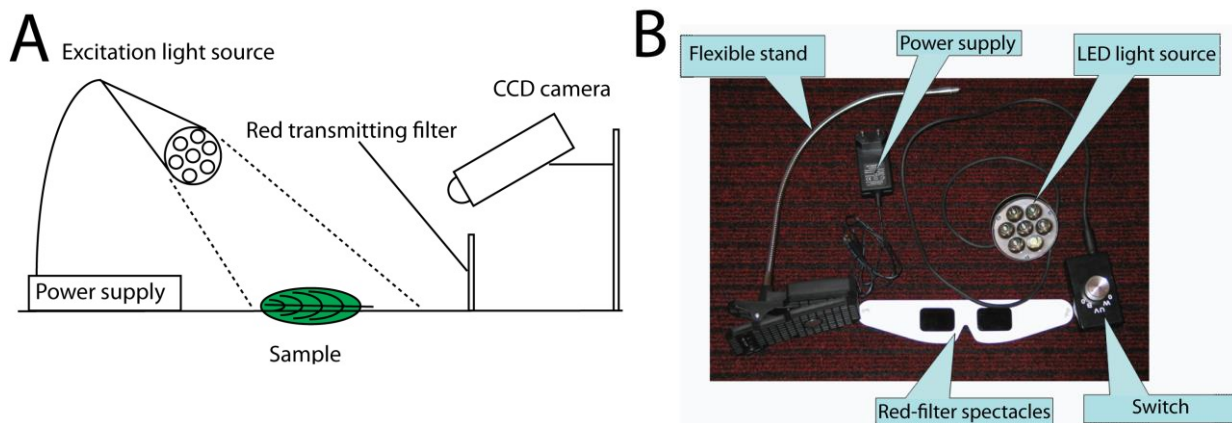 A
Excitation light source
CCD camera
Red transmitting filter
Power supply
Sample
B
Flexible stand
Power supply
LED light source
Red-filter spectacles
Switch
W
UV